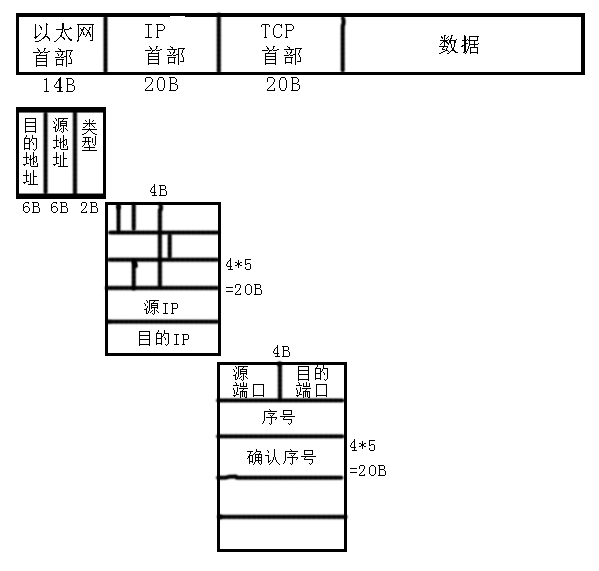 以太网
首部
IP
首部
TCP
首部
数据
14B
20B
20B
目的地址
源地址
类型
6B
6B
2B
4B
4*5
=20B
源IP
目的IP
4B
源
端口
目的
端口
序号
确认序号
4*5
=20B